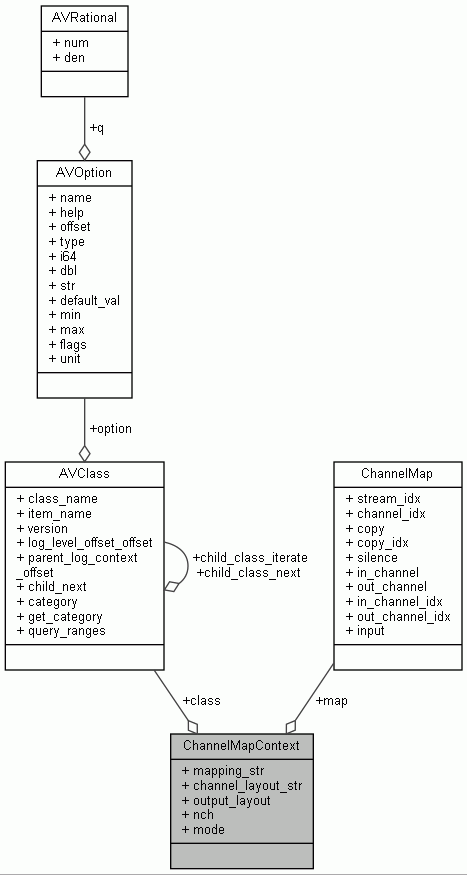 AVRational
+ num
+ den
+q
AVOption
+ name
+ help
+ offset
+ type
+ i64
+ dbl
+ str
+ default_val
+ min
+ max
+ flags
+ unit
+option
AVClass
+ class_name
+ item_name
+ version
+ log_level_offset_offset
+ parent_log_context
_offset
+ child_next
+ category
+ get_category
+ query_ranges
+child_class_iterate
+child_class_next
ChannelMap
+ stream_idx
+ channel_idx
+ copy
+ copy_idx
+ silence
+ in_channel
+ out_channel
+ in_channel_idx
+ out_channel_idx
+ input
+class
+map
ChannelMapContext
+ mapping_str
+ channel_layout_str
+ output_layout
+ nch
+ mode